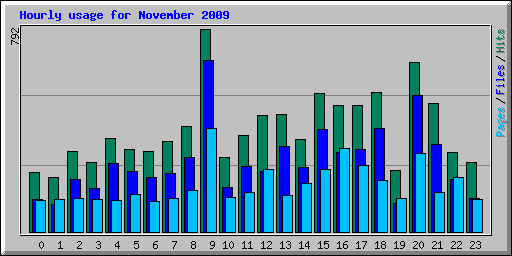 Hourly usage for November 2009
792
Pages / Files / Hits
0 1 2 3 4 5 6 7 8 9 10 11 12 13 14 15 16 17 18 19 20 21 22 23